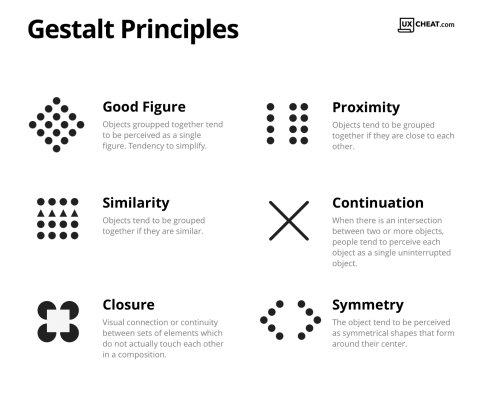 Gestalt Principles
UX CHEAT.com
Good Figure
Objects groupped together tend
to be perceived as a single
figure. Tendency to simplify.
Proximity
Objects tend to be grouped
together if they are close to each
other.
Similarity
Objects tend to be grouped
together if they are similar.
Continuation
When there is an intersection
between two or more objects,
people tend to perceive each
object as a single uninterrupted
object.
Closure
Visual connection or continuity
between sets of elements which
do not actually touch each other
in a composition.
Symmetry
The object tend to be perceived
as symmetrical shapes that form
around their center.